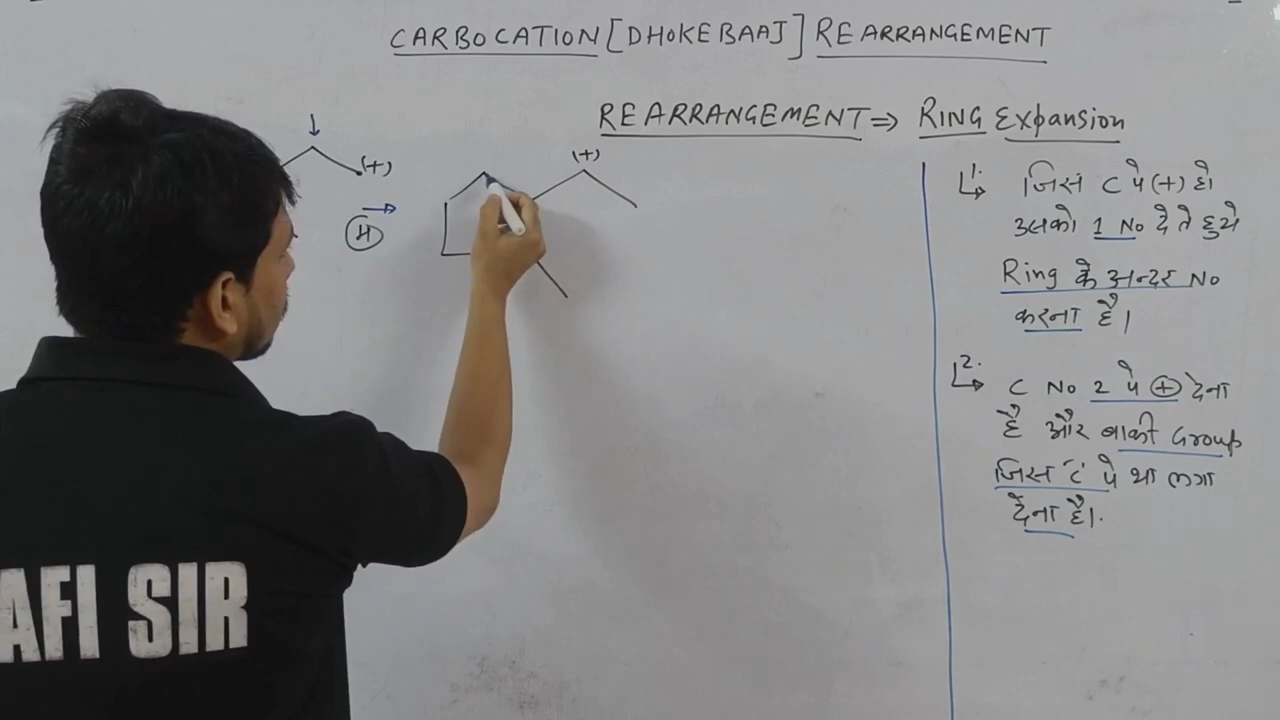 CARBOCATION [DHOKEBAAJ] REARRANGEMENT
REARRANGEMENT ⇒ RING Expansion
(+)
(+)
H
1. जिस C पे (+) हो
उसको 1 No देते हुये
Ring के अन्दर No
करना है।
2. C No 2 पे ⊕ देना
है और बाकी Group
जिस 'C' पे था लगा
देना है।
AFI SIR